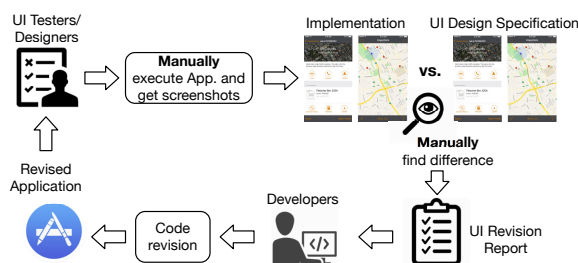 UI Testers/
Designers
Manually
execute App. and
get screenshots
Implementation
UI Design Specification
vs.
Manually
find difference
Revised
Application
Code
revision
Developers
</>
UI Revision
Report